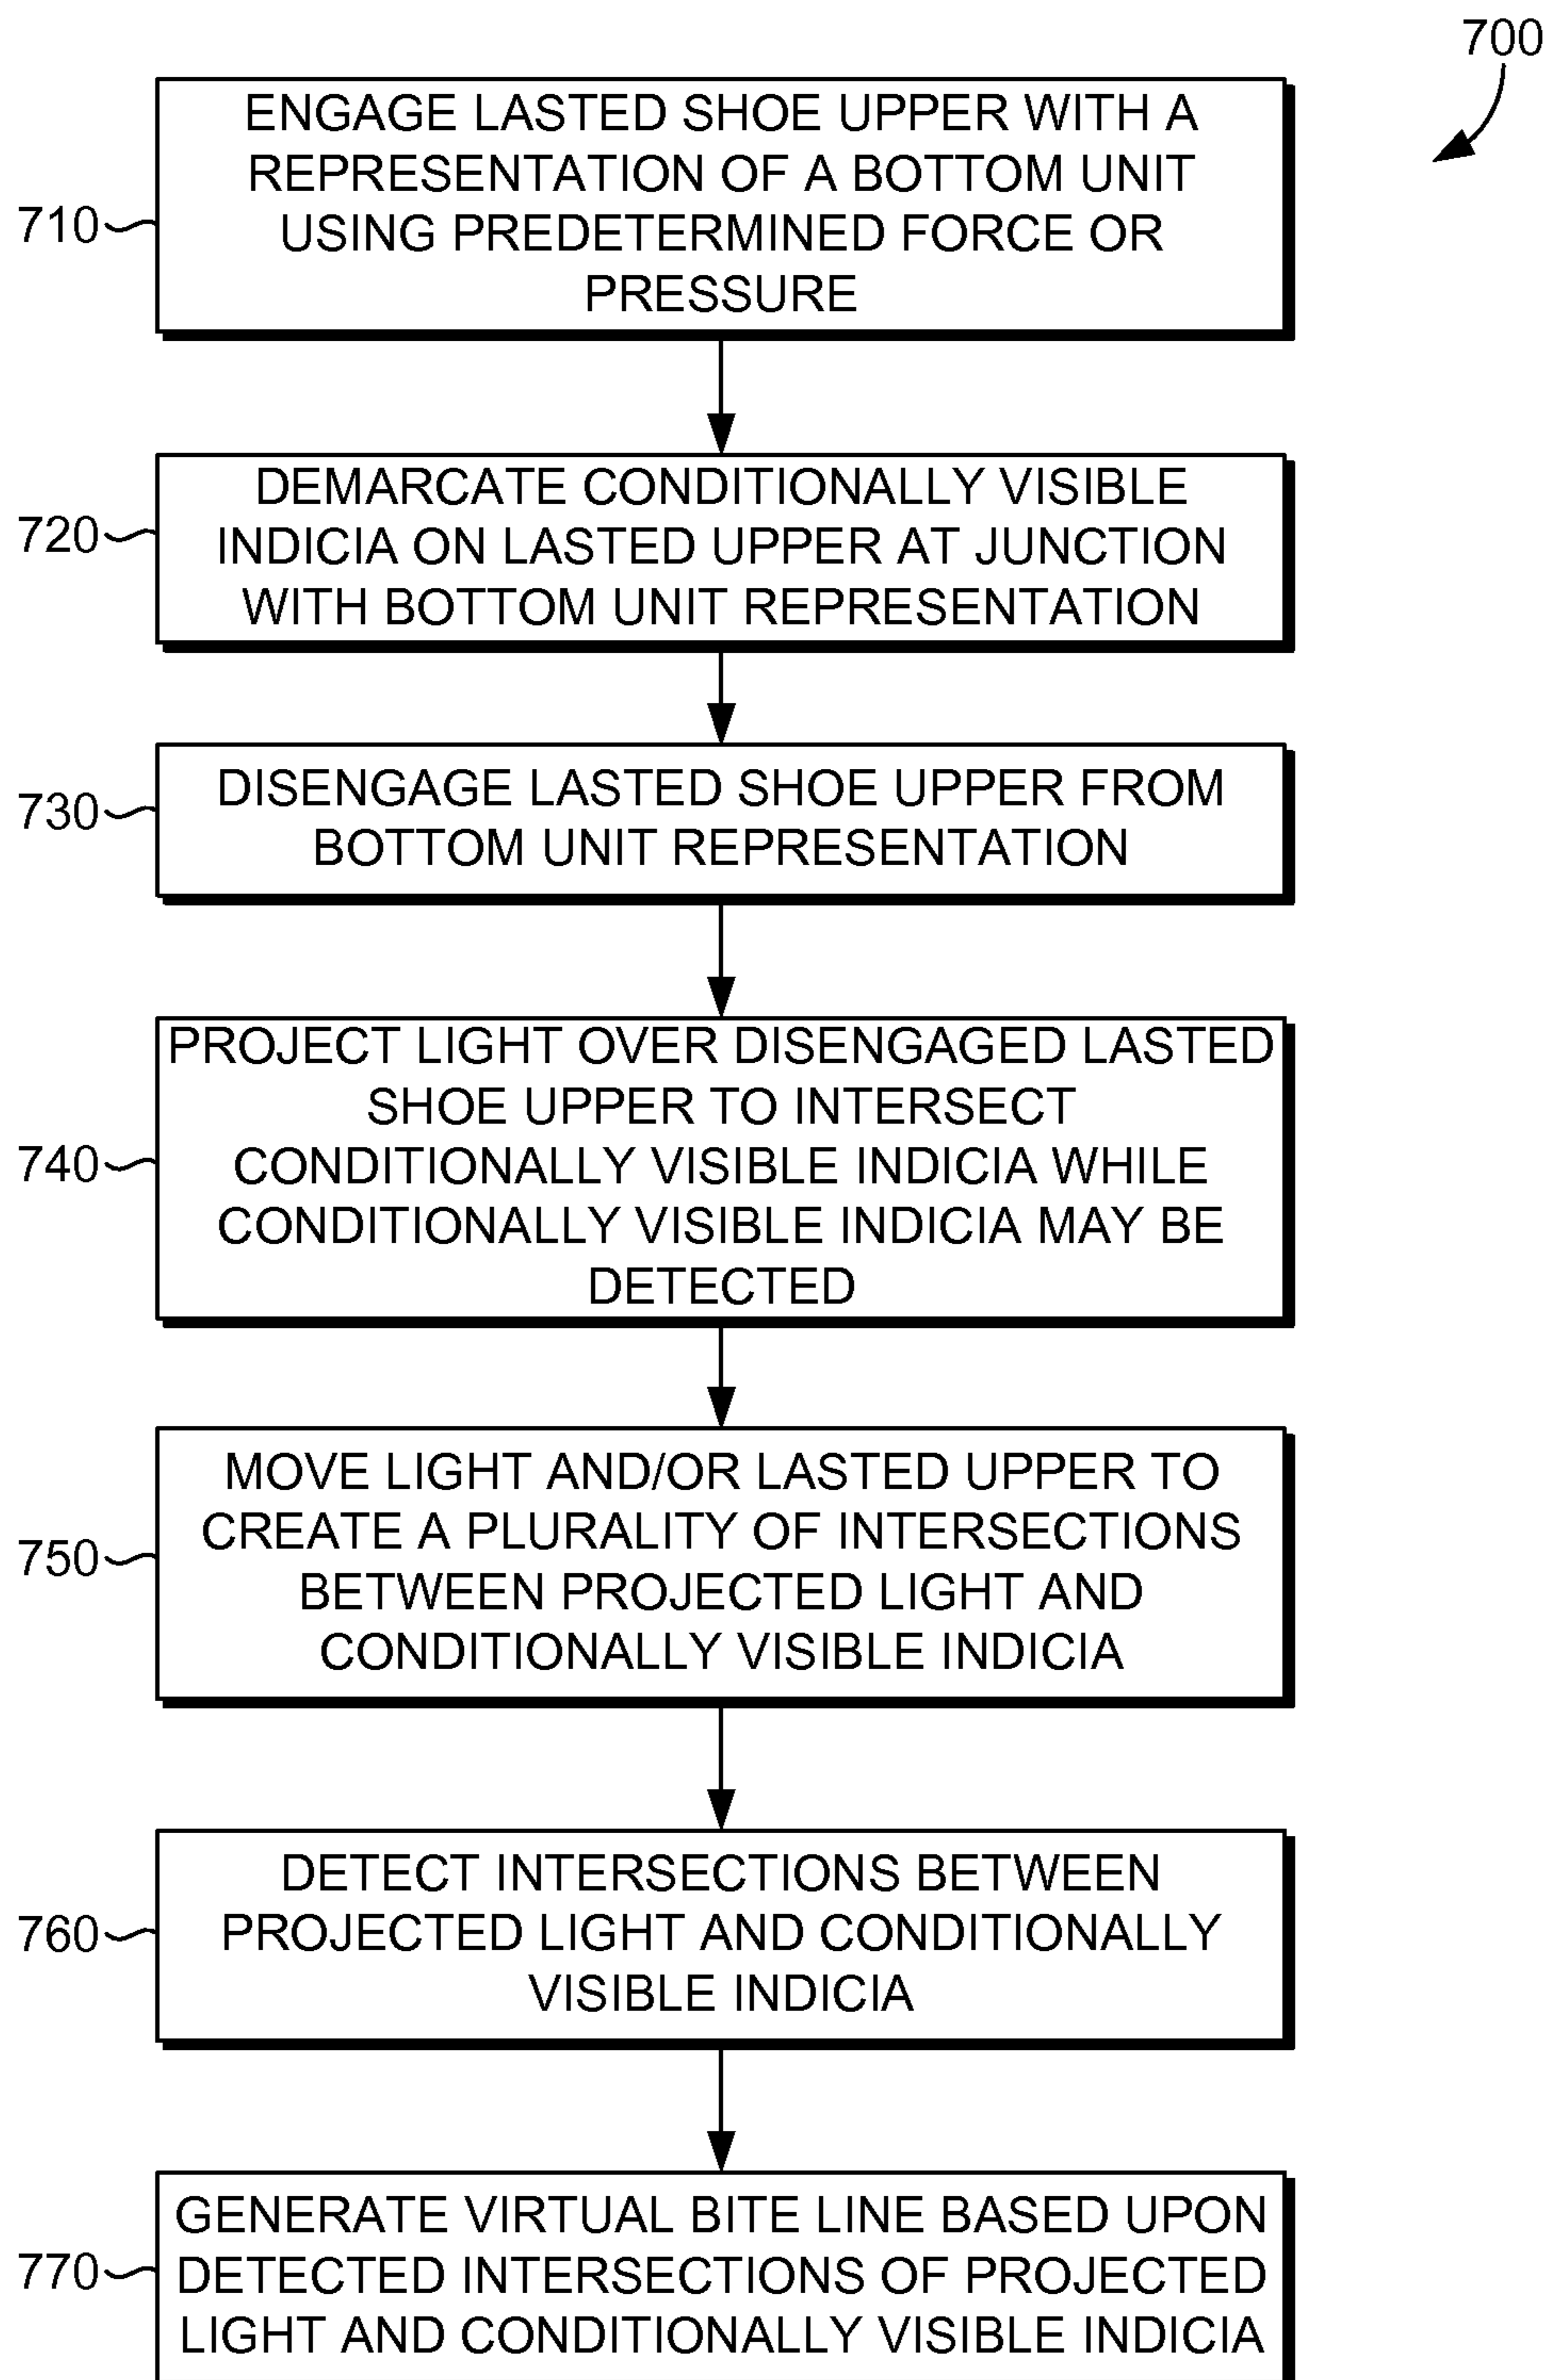 700
ENGAGE LASTED SHOE UPPER WITH A
REPRESENTATION OF A BOTTOM UNIT
USING PREDETERMINED FORCE OR
PRESSURE
710
DEMARCATE CONDITIONALLY VISIBLE
INDICIA ON LASTED UPPER AT JUNCTION
WITH BOTTOM UNIT REPRESENTATION
720
DISENGAGE LASTED SHOE UPPER FROM
BOTTOM UNIT REPRESENTATION
730
PROJECT LIGHT OVER DISENGAGED LASTED
SHOE UPPER TO INTERSECT
CONDITIONALLY VISIBLE INDICIA WHILE
CONDITIONALLY VISIBLE INDICIA MAY BE
DETECTED
740
MOVE LIGHT AND/OR LASTED UPPER TO
CREATE A PLURALITY OF INTERSECTIONS
BETWEEN PROJECTED LIGHT AND
CONDITIONALLY VISIBLE INDICIA
750
DETECT INTERSECTIONS BETWEEN
PROJECTED LIGHT AND CONDITIONALLY
VISIBLE INDICIA
760
GENERATE VIRTUAL BITE LINE BASED UPON
DETECTED INTERSECTIONS OF PROJECTED
LIGHT AND CONDITIONALLY VISIBLE INDICIA
770